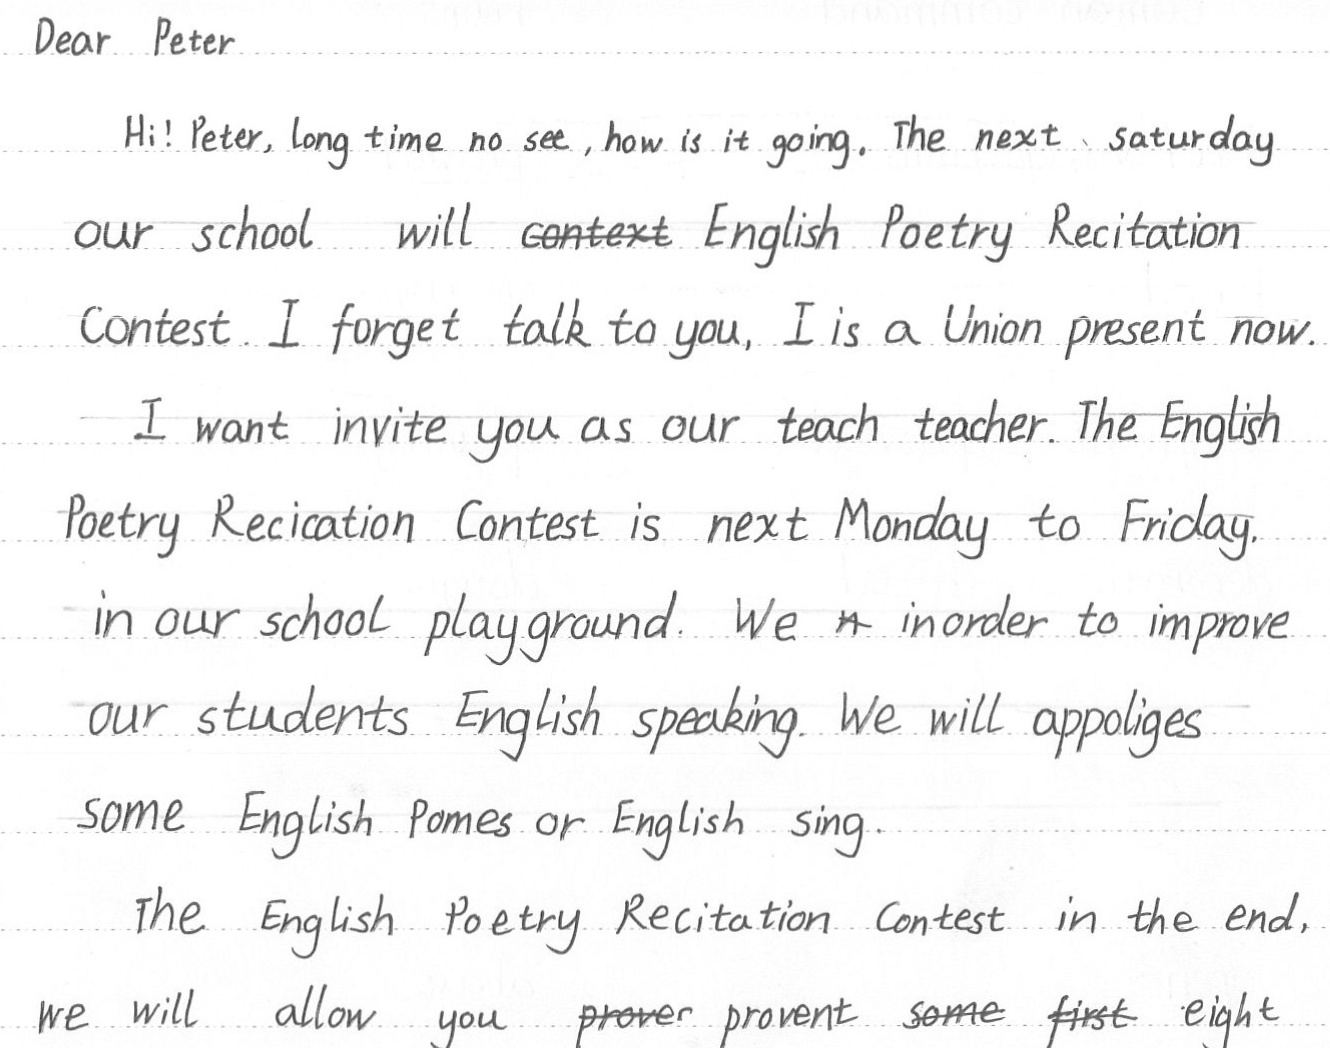 Dear Peter
Hi! Peter, long time no see, how is it going. The next saturday
our school will context English Poetry Recitation
Contest. I forget talk to you, I is a Union present now.
I want invite you as our teach teacher. The English
Poetry Recication Contest is next Monday to Friday.
in our school playground. We inorder to improve
our students English speaking. We will appoliges
some English Pomes or English sing.
The English Poetry Recitation Contest in the end,
we will allow you prover provent some first eight